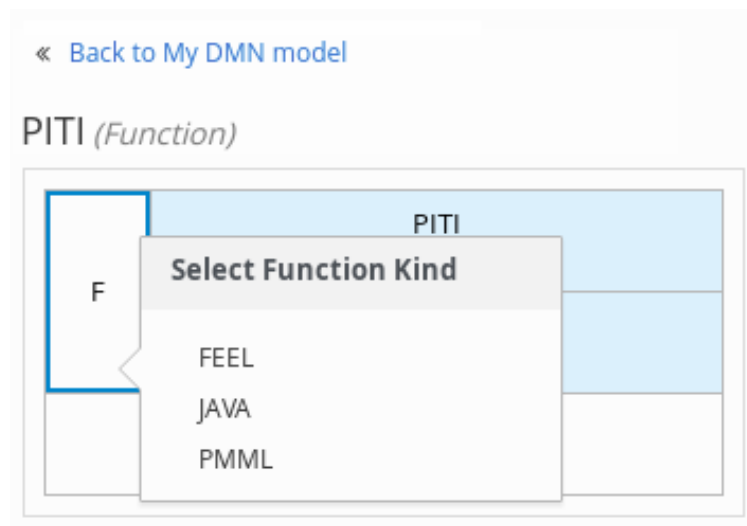 « Back to My DMN model
PITI (Function)
PITI
Select Function Kind
F
FEEL
JAVA
PMML